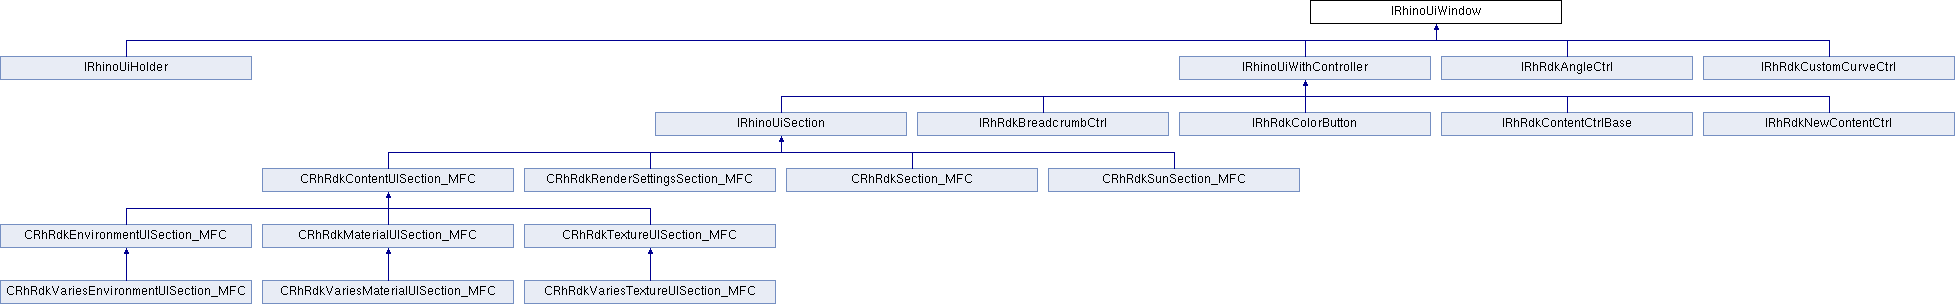 IRhinoUiWindow
IRhinoUiHolder
IRhinoUiWithController
IRhRdkAngleCtrl
IRhRdkCustomCurveCtrl
IRhinoUiSection
IRhRdkBreadcrumbCtrl
IRhRdkColorButton
IRhRdkContentCtrlBase
IRhRdkNewContentCtrl
CRhRdkContentUISection_MFC
CRhRdkRenderSettingsSection_MFC
CRhRdkSection_MFC
CRhRdkSunSection_MFC
CRhRdkEnvironmentUISection_MFC
CRhRdkMaterialUISection_MFC
CRhRdkTextureUISection_MFC
CRhRdkVariesEnvironmentUISection_MFC
CRhRdkVariesMaterialUISection_MFC
CRhRdkVariesTextureUISection_MFC